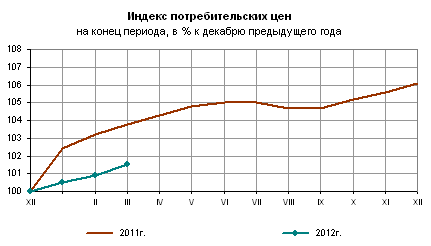 Индекс потребительских цен
на конец периода, в % к декабрю предыдущего года
108
107
106
105
104
103
102
101
100
XII II III IV V VI VII VIII IX X XI XII
2011г. 2012г.